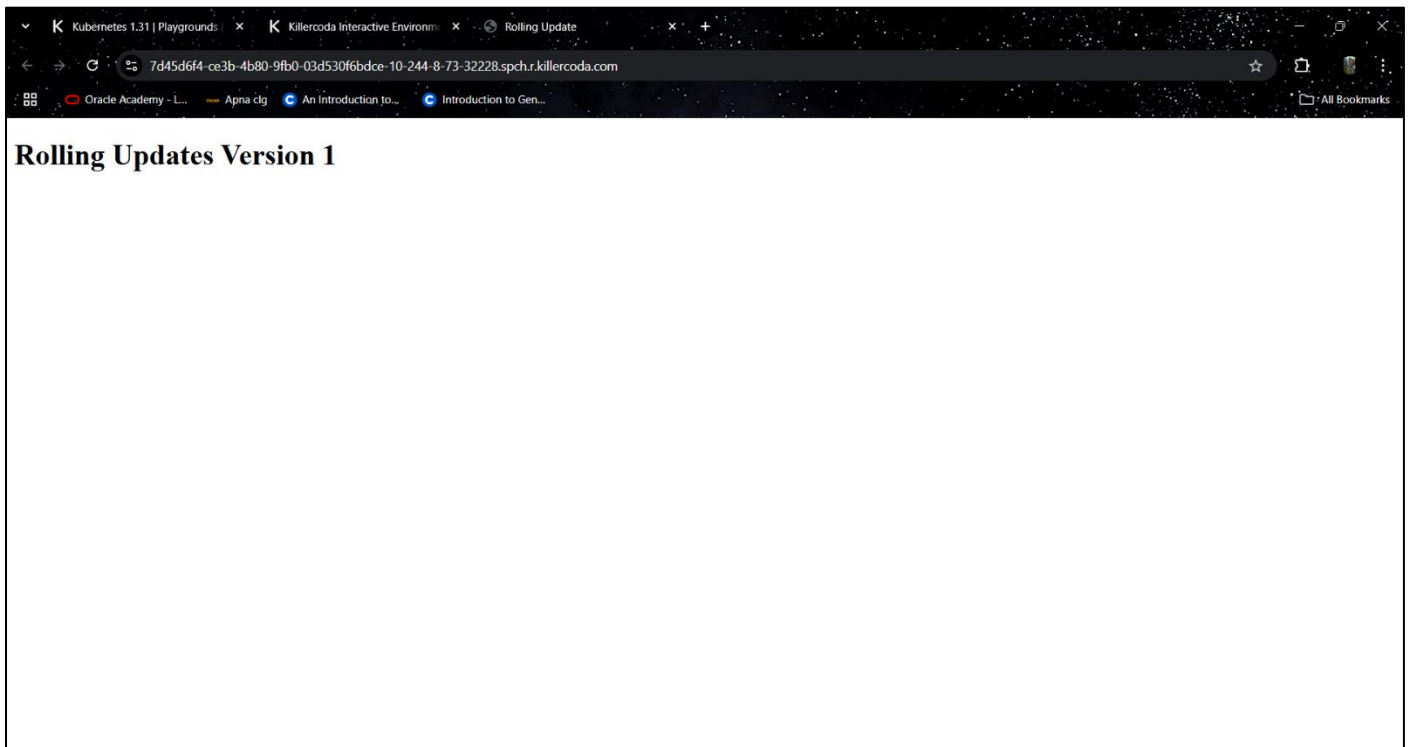 Kubernetes 1.31 | Playgrounds |
Killercoda Interactive Environm
Rolling Update
7d45d6f4-ce3b-4b80-9fb0-03d530f6bdce-10-244-8-73-32228.spch.r.killercoda.com
Oracle Academy - L...
Apna clg
An Introduction to...
Introduction to Gen...
All Bookmarks
Rolling Updates Version 1